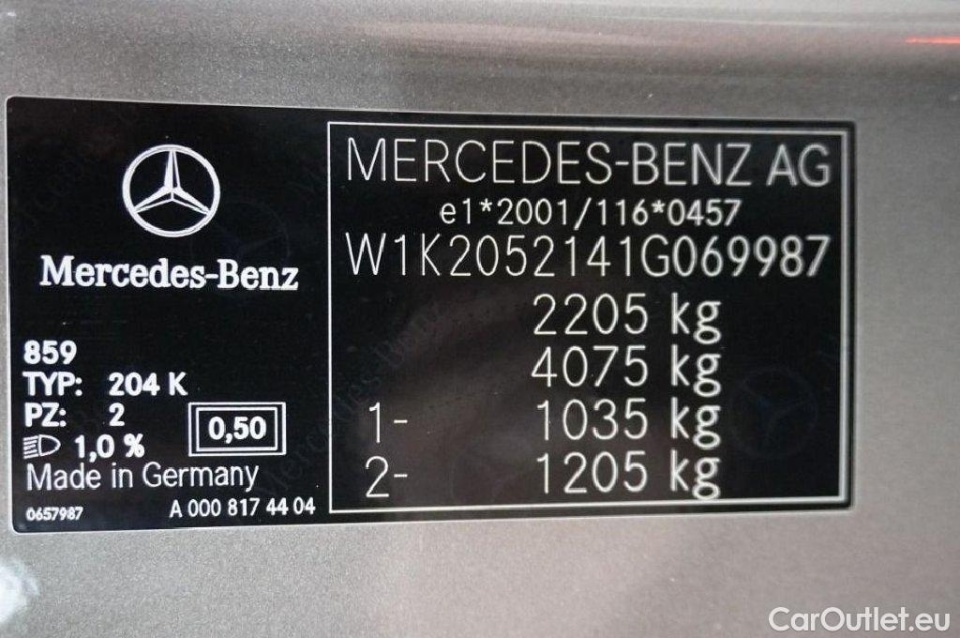 Mercedes-Benz
859
TYP: 204 K
PZ: 2
1,0 %
0,50
Made in Germany
0657987
A 000 817 44 04
MERCEDES-BENZ AG
e1*2001/116*0457
W1K2052141G069987
2205 kg
4075 kg
1- 1035 kg
2- 1205 kg
CarOutlet.eu